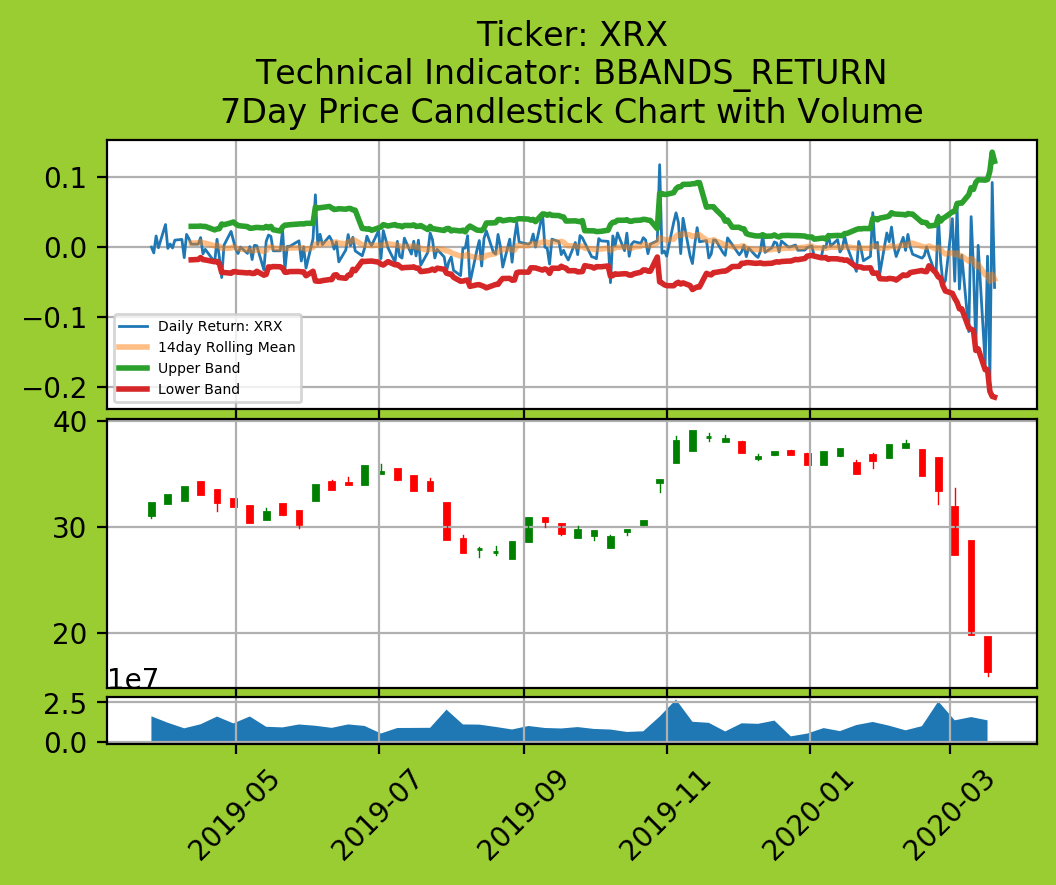 Ticker: XRX
Technical Indicator: BBANDS_RETURN
7Day Price Candlestick Chart with Volume
0.1
0.0
−0.1
−0.2
Daily Return: XRX
14day Rolling Mean
Upper Band
Lower Band
40
30
20
1e7
2.5
0.0
2019-05
2019-07
2019-09
2019-11
2020-01
2020-03